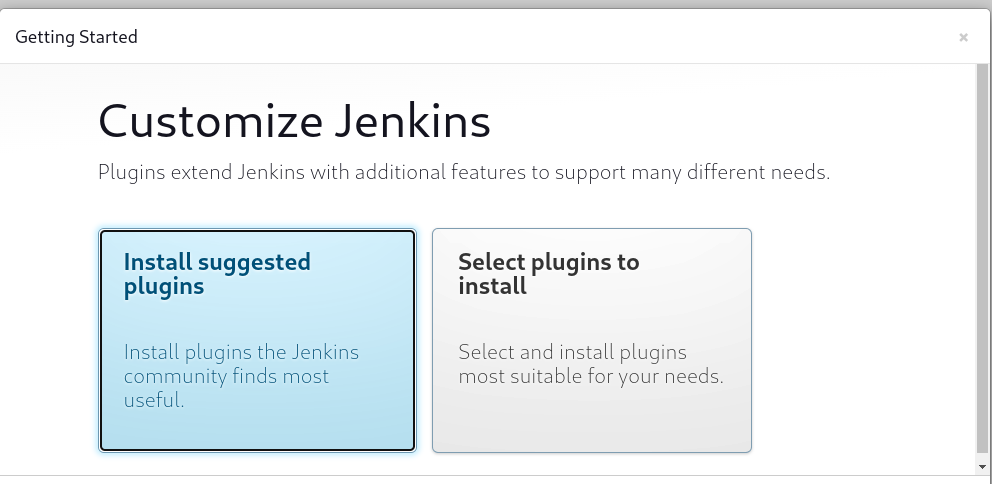 Getting Started
×
Customize Jenkins
Plugins extend Jenkins with additional features to support many different needs.
Install suggested
plugins
Install plugins the Jenkins
community finds most
useful.
Select plugins to
install
Select and install plugins
most suitable for your needs.